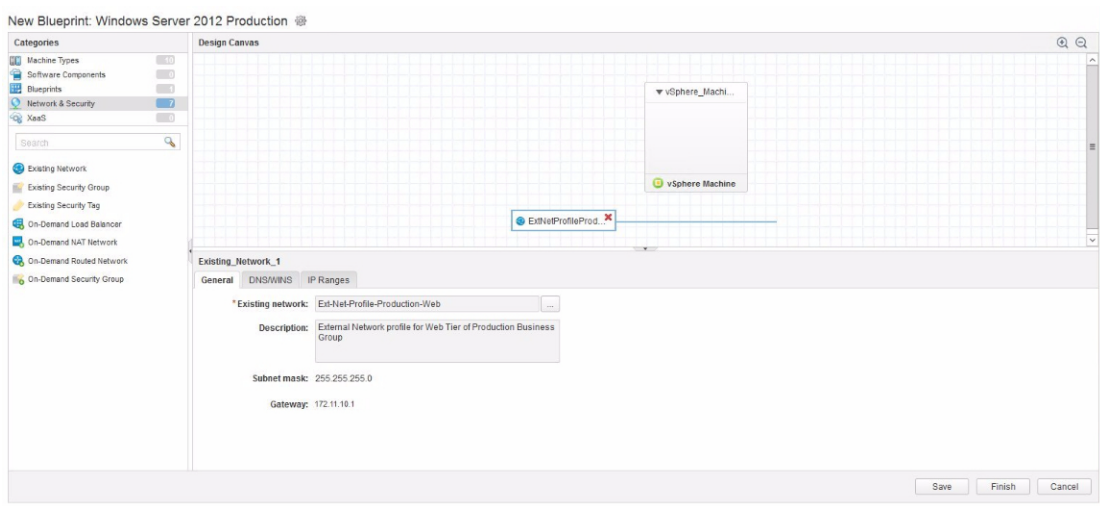 New Blueprint: Windows Server 2012 Production
Categories
Machine Types 10
Software Components 0
Blueprints
Network & Security 7
XaaS 0
Search
Existing Network
Existing Security Group
Existing Security Tag
On-Demand Load Balancer
On-Demand NAT Network
On-Demand Routed Network
On-Demand Security Group
Design Canvas
vSphere_Machi...
vSphere Machine
ExtNetProfileProd...
Existing_Network_1
General DNS/WINS IP Ranges
*Existing network: Ext-Net-Profile-Production-Web ...
Description: External Network profile for Web Tier of Production Business
Group
Subnet mask: 255.255.255.0
Gateway: 172.11.10.1
Save Finish Cancel